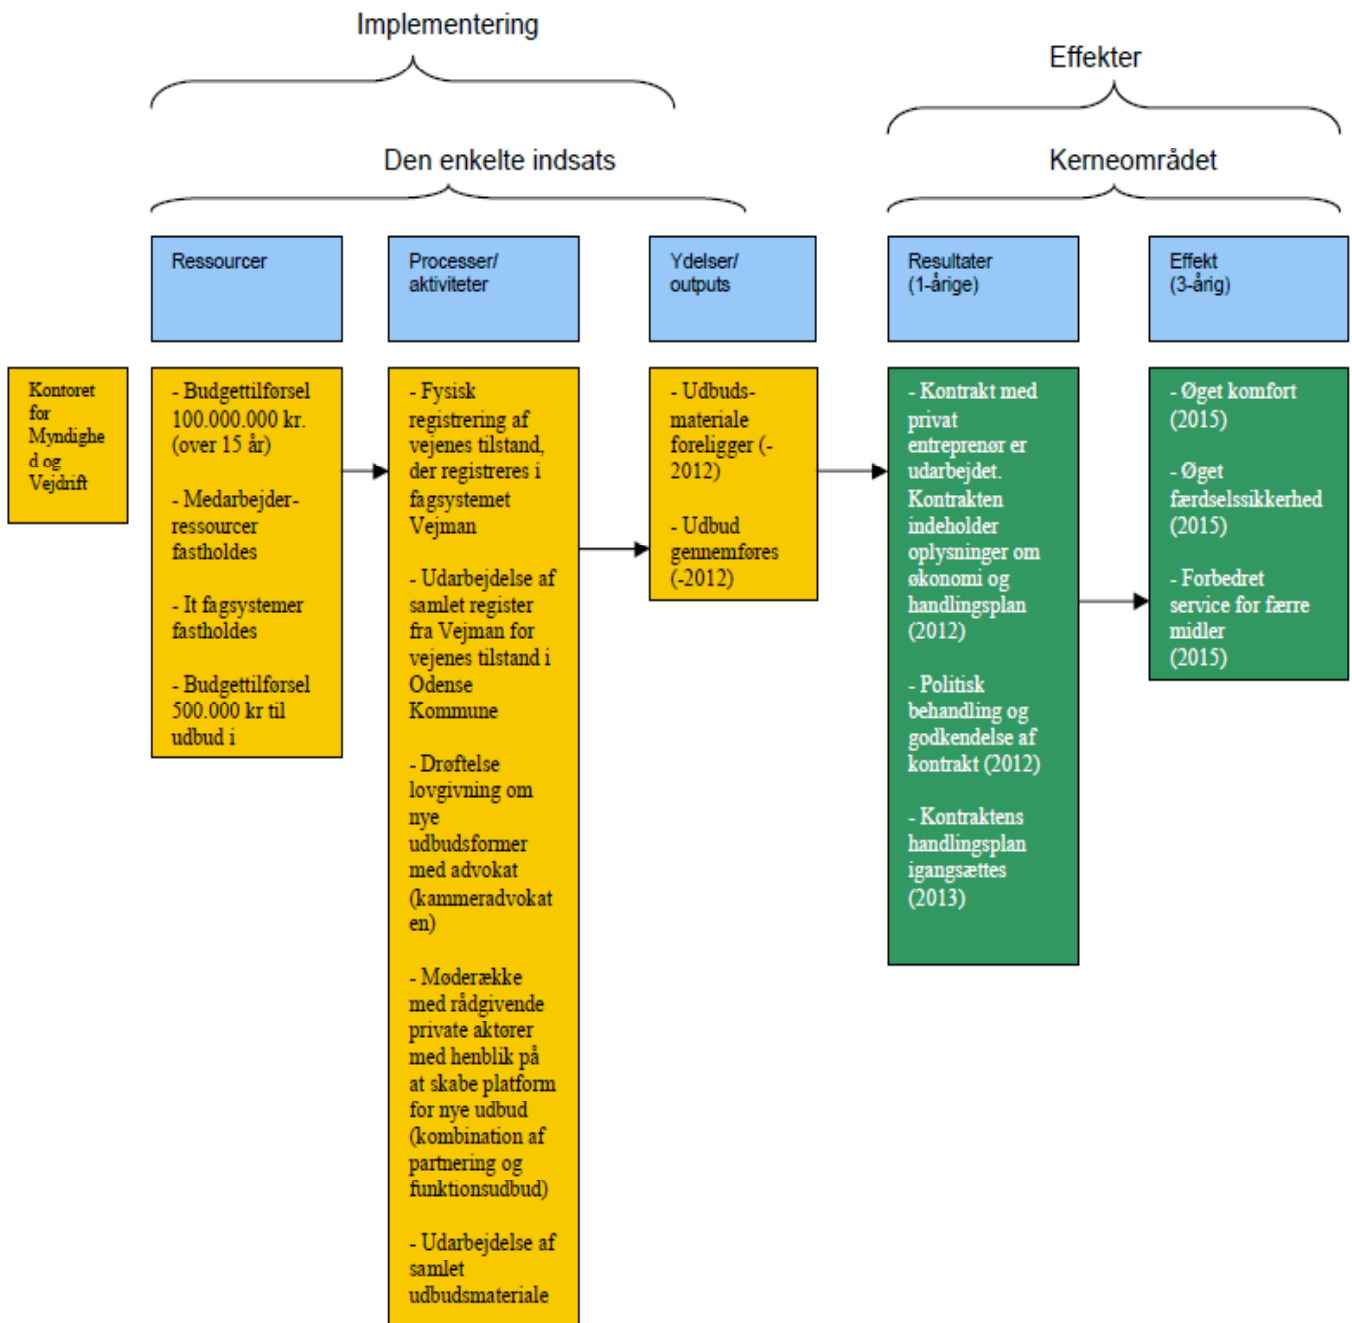 Implementering
Effekter
Den enkelte indsats
Kerneområdet
Ressourcer
Processer/
aktiviteter
Ydelser/
outputs
Resultater
(1-årige)
Effekt
(3-årig)
Kontoret
for
Myndighe
d og
Vejdrift
- Budgettilførsel
100.000.000 kr.
(over 15 år)
- Medarbejder-
ressourcer
fastholdes
- It fagsystemer
fastholdes
- Budgettilførsel
500.000 kr til
udbud i
- Fysisk
registrering af
vejenes tilstand,
der registreres i
fagsystemet
Vejman
- Udarbejdelse af
samlet register
fra Vejman for
vejenes tilstand i
Odense
Kommune
- Drøftelse
lovgivning om
nye
udbudsformer
med advokat
(kammeradvokat
en)
- Møderække
med rådgivende
private aktører
med henblik på
at skabe platform
for nye udbud
(kombination af
partnering og
funktionsudbud)
- Udarbejdelse af
samlet
udbudsmateriale
- Udbuds-
materiale
foreligger (-
2012)
- Udbud
gennemføres
(-2012)
- Kontrakt med
privat
entreprenør er
udarbejdet.
Kontrakten
indeholder
oplysninger om
økonomi og
handlingsplan
(2012)
- Politisk
behandling og
godkendelse af
kontrakt (2012)
- Kontraktens
handlingsplan
igangsættes
(2013)
- Øget komfort
(2015)
- Øget
færdselssikkerhed
(2015)
- Forbedret
service for færre
midler
(2015)